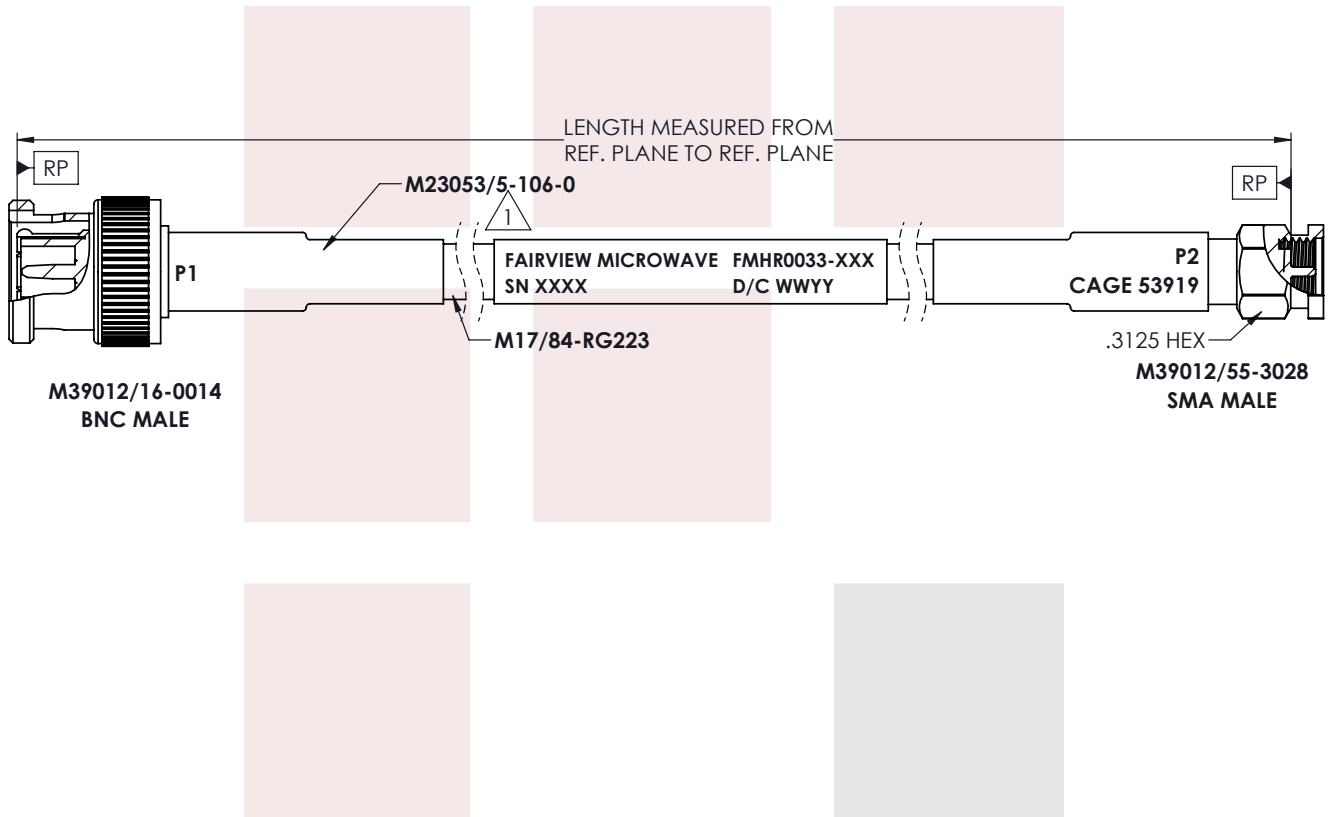 LENGTH MEASURED FROM
REF. PLANE TO REF. PLANE
RP
RP
M23053/5-106-0
1
P1
FAIRVIEW MICROWAVE FMHR0033-XXX
SN XXXX D/C WWYY
P2
CAGE 53919
M17/84-RG223
.3125 HEX
M39012/16-0014
BNC MALE
M39012/55-3028
SMA MALE